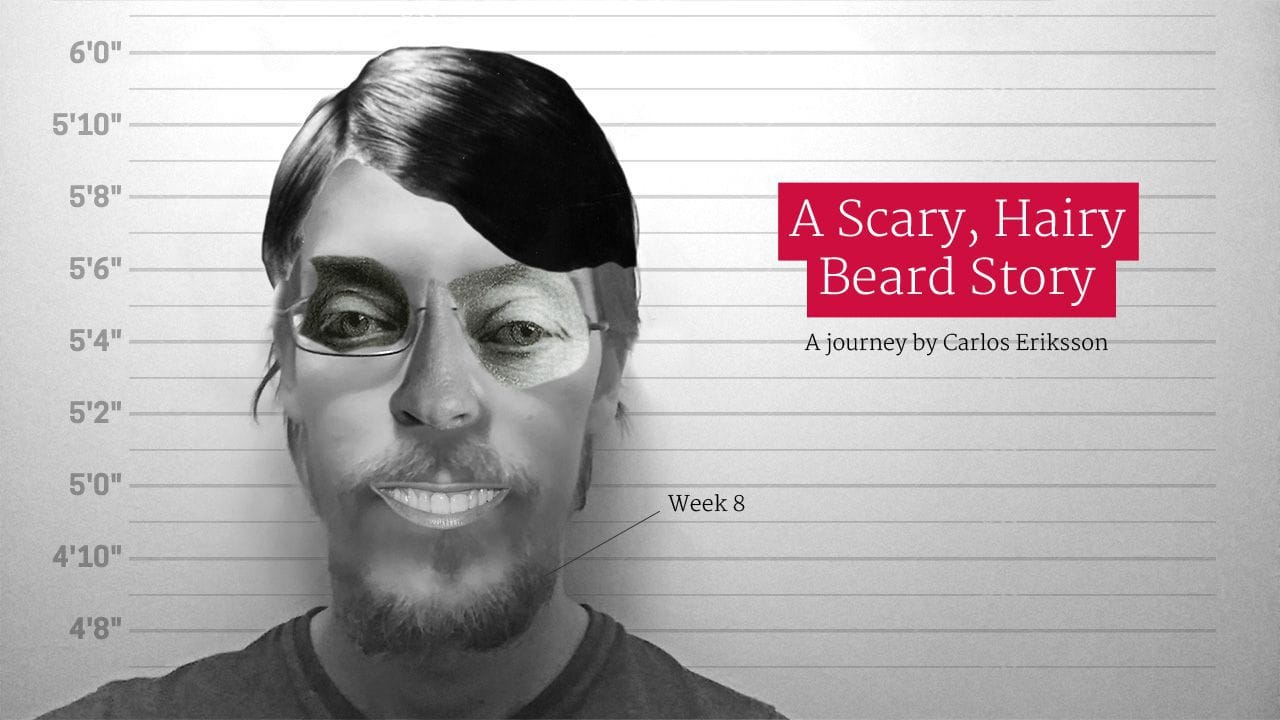 6'0"
5'10"
5'8"
5'6"
5'4"
5'2"
5'0"
4'10"
4'8"
A Scary, Hairy
Beard Story
A journey by Carlos Eriksson
Week 8